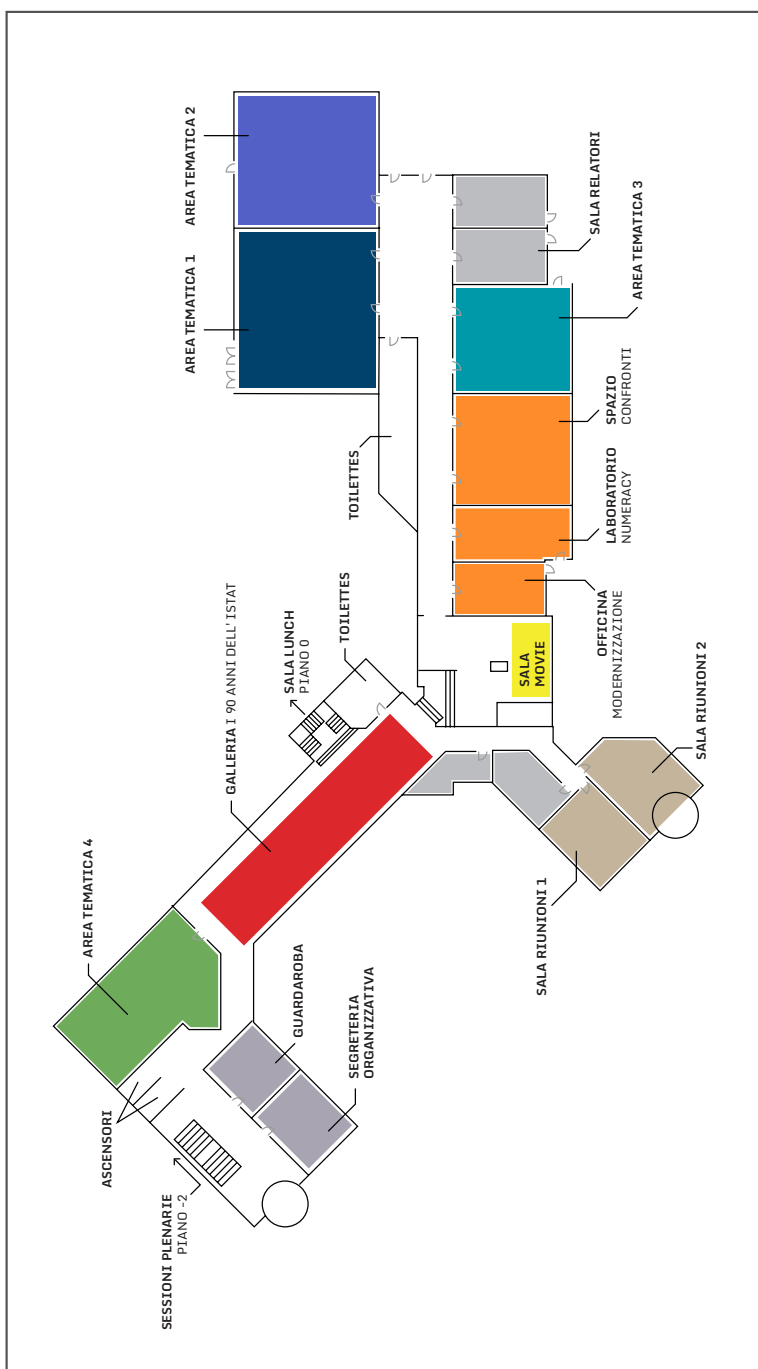 AREA TEMATICA 2
AREA TEMATICA 1
SALA RELATORI
AREA TEMATICA 3
SPAZIO
CONFRONTI
TOILETTES
LABORATORIO
NUMERACY
OFFICINA
MODERNIZZAZIONE
SALA
MOVIE
TOILETTES
SALA LUNCH
PIANO 0
GALLERIA I 90 ANNI DELL'ISTAT
SALA RIUNIONI 2
SALA RIUNIONI 1
AREA TEMATICA 4
GUARDAROBA
SEGRETERIA
ORGANIZZATIVA
ASCENSORI
SESSIONI PLENARIE
PIANO -2